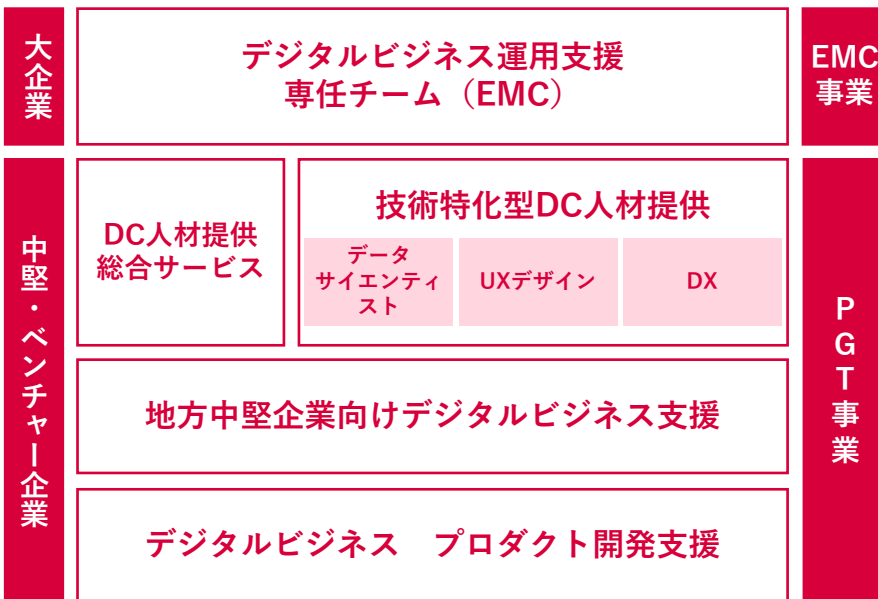 大企業
デジタルビジネス運用支援
専任チーム（EMC）
EMC
事業
中堅・ベンチャー企業
DC人材提供
総合サービス
技術特化型DC人材提供
データ
サイエンティ
スト
UXデザイン
DX
地方中堅企業向けデジタルビジネス支援
デジタルビジネス　プロダクト開発支援
PGT事業